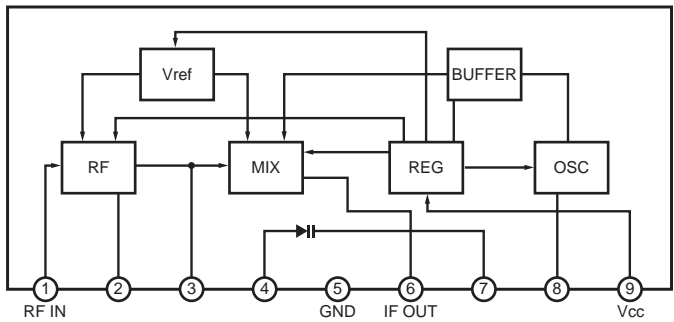 Vref BUFFER
RF MIX REG OSC
1 2 3 4 5 6 7 8 9
RF IN GND IF OUT Vcc